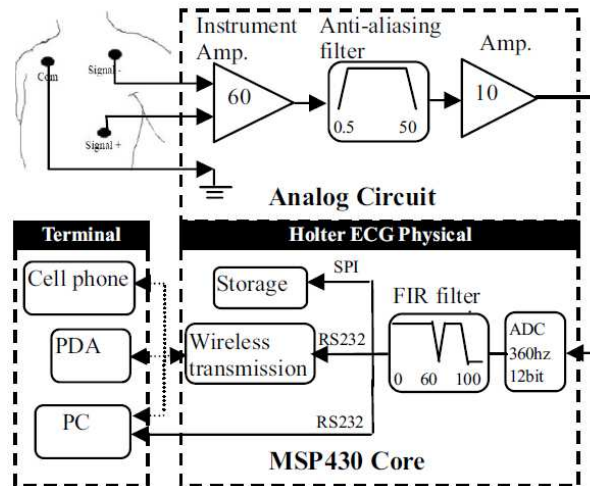 Instrument
Amp.
Anti-aliasing
filter
Amp.
Com
Signal -
Signal +
60
0.5 50
10
Analog Circuit
Terminal
Holter ECG Physical
Cell phone
PDA
PC
Storage
SPI
Wireless
transmission
RS232
RS232
FIR filter
0 60 100
ADC
360hz
12bit
MSP430 Core